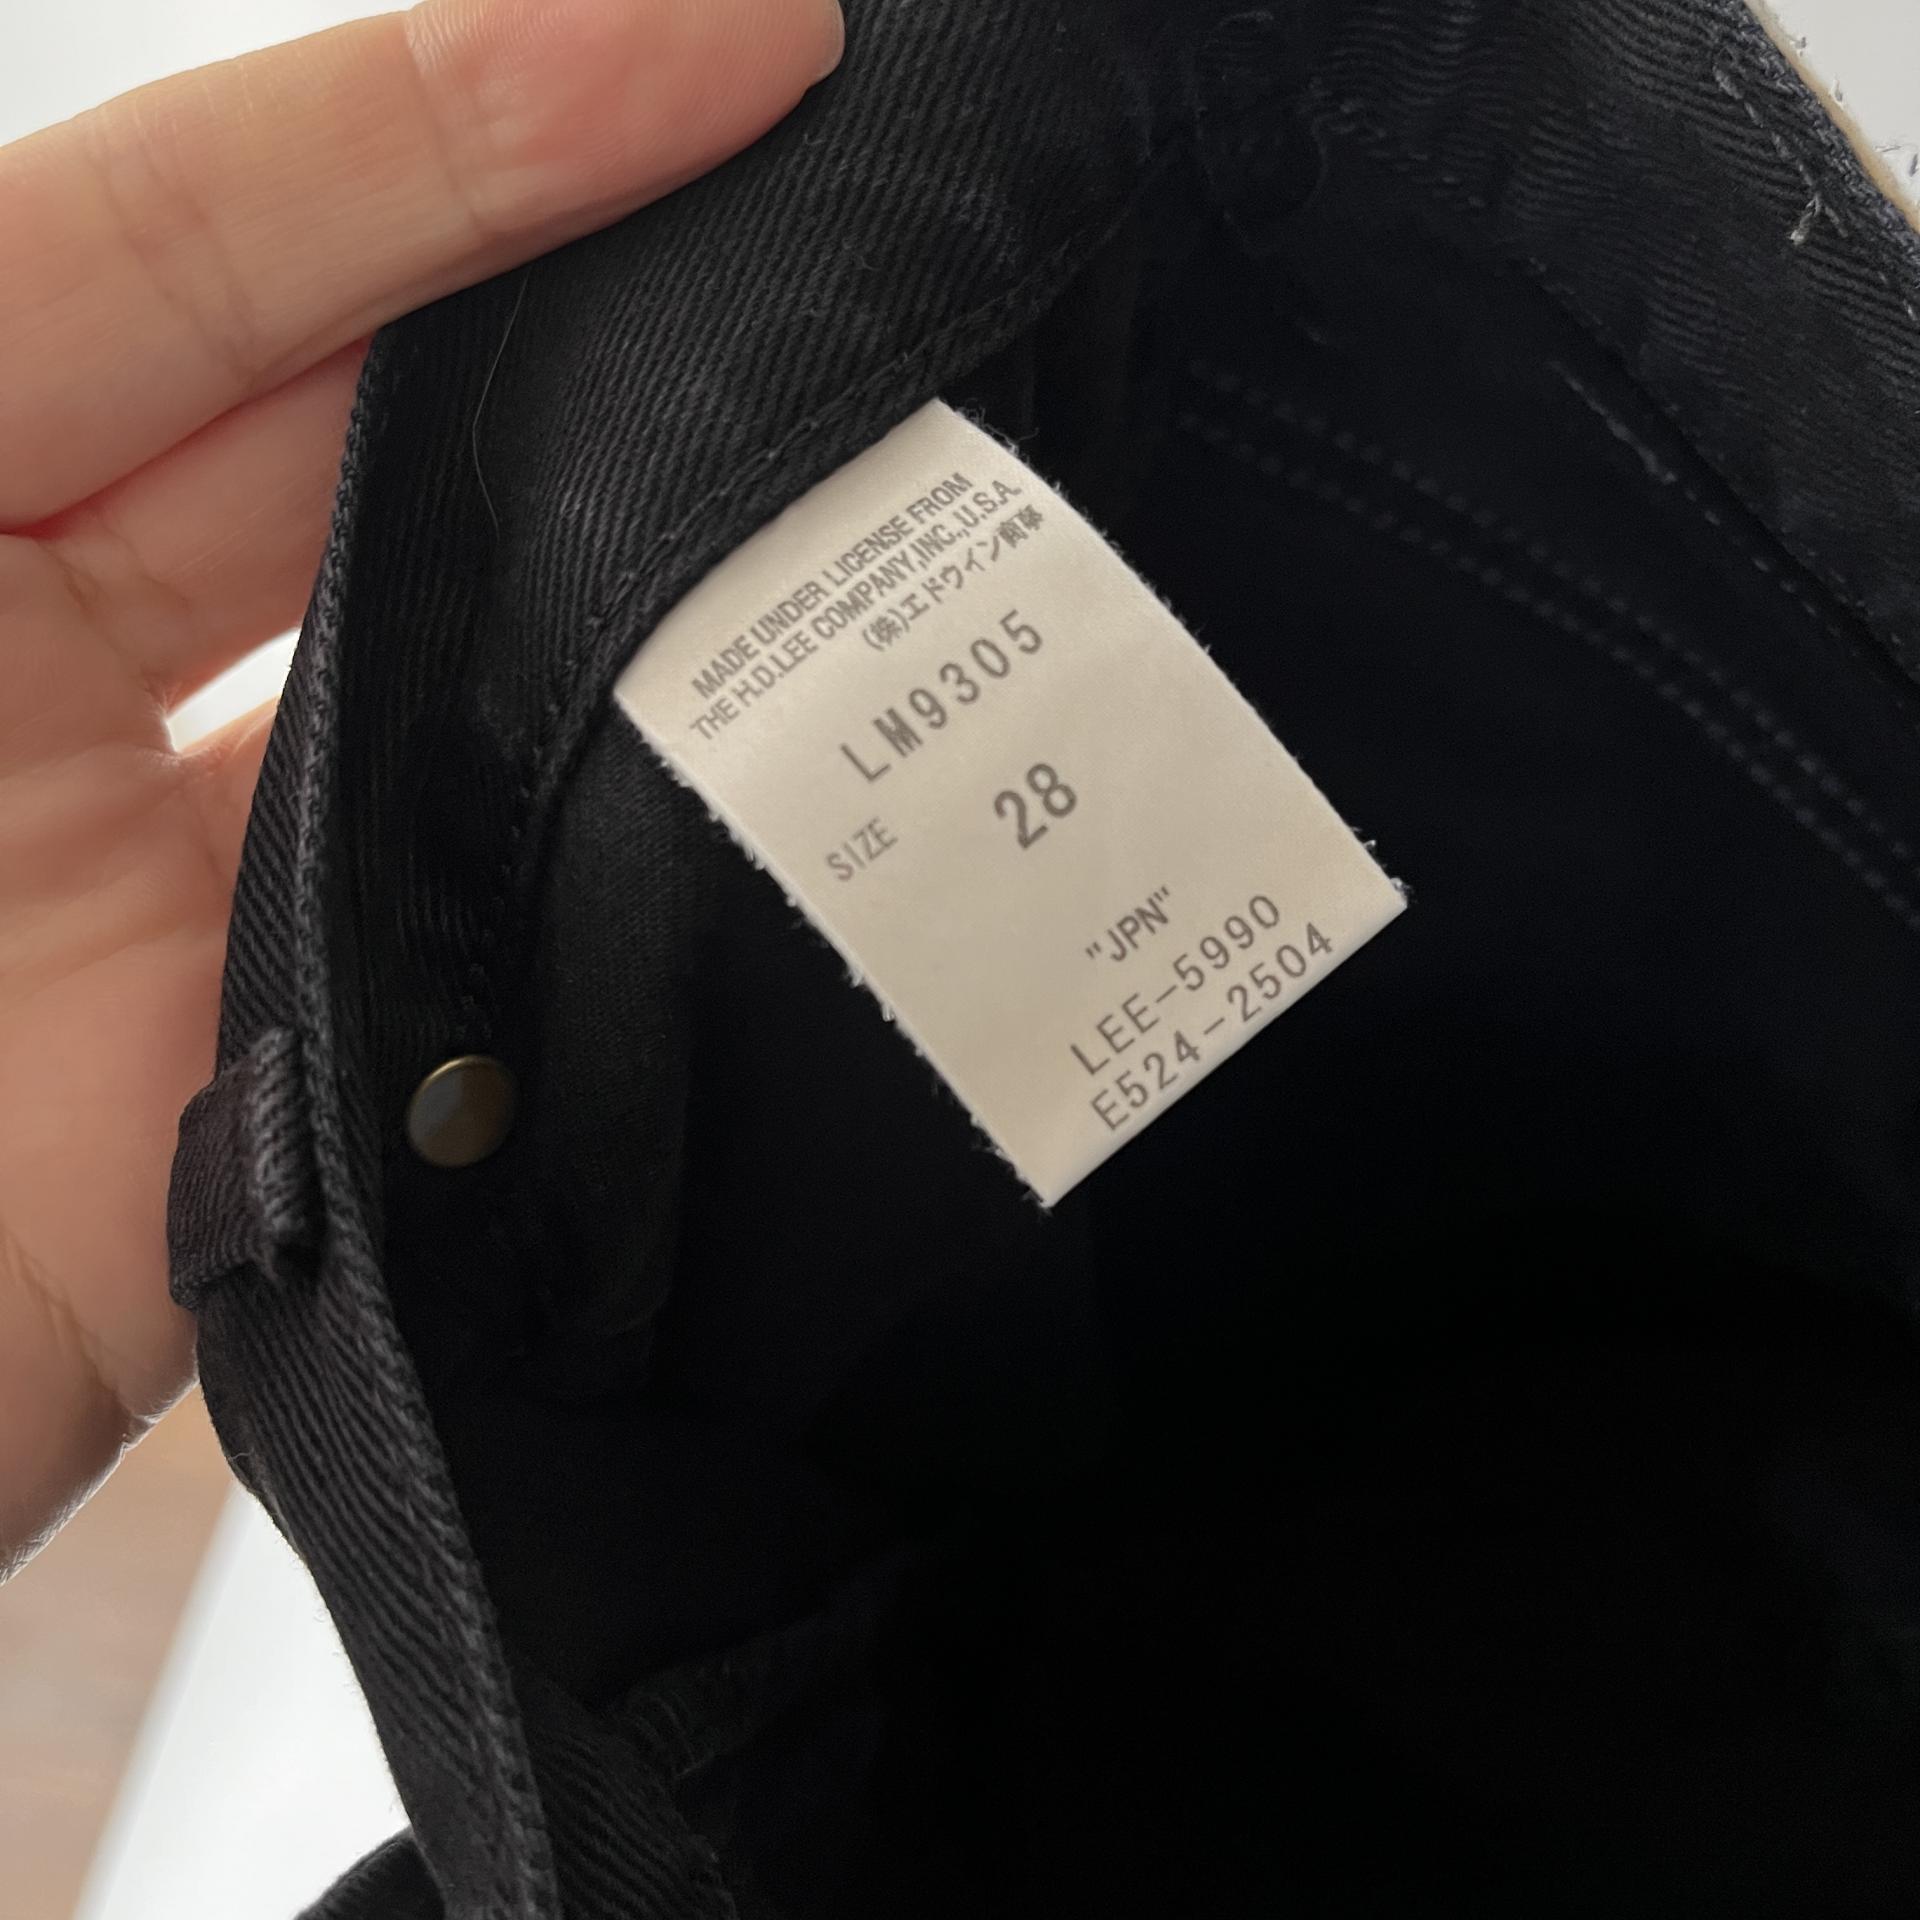 MADE UNDER LICENSE FROM
THE H.D.LEE COMPANY,INC.,U.S.A.
(株)エドウイン商事
LM9305
SIZE 28
"JPN"
LEE-5990
E524-2504